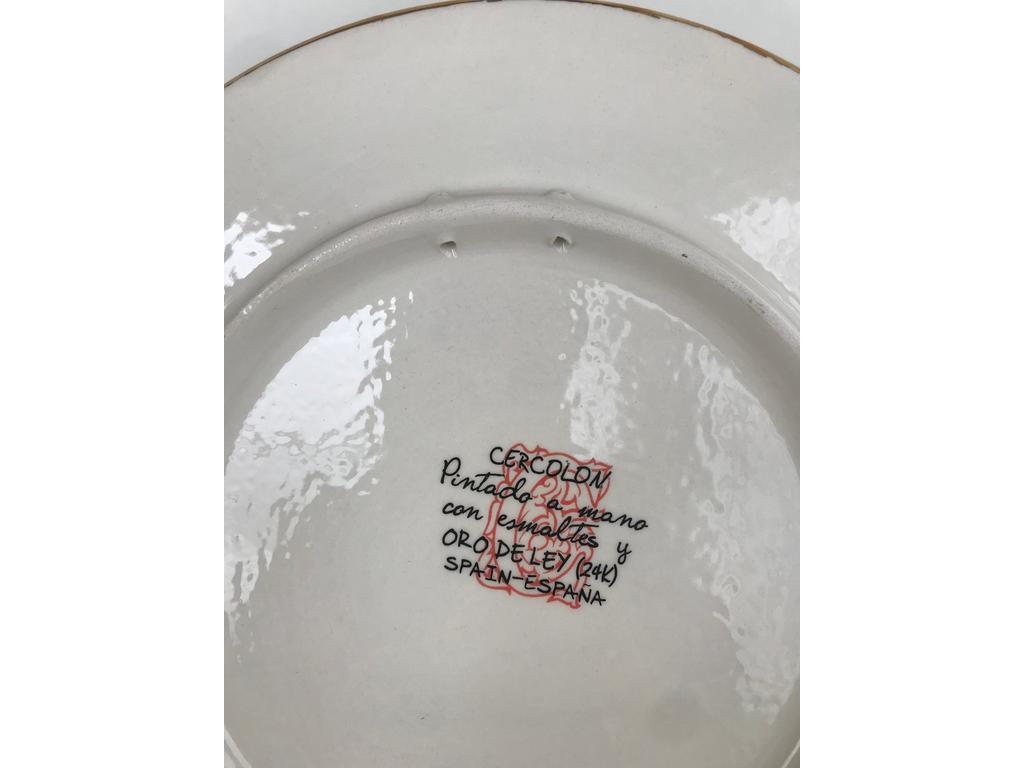 CERCOLON
Pintado a mano
con esmaltes y
ORO DE LEY (24K)
SPAIN-ESPAÑA